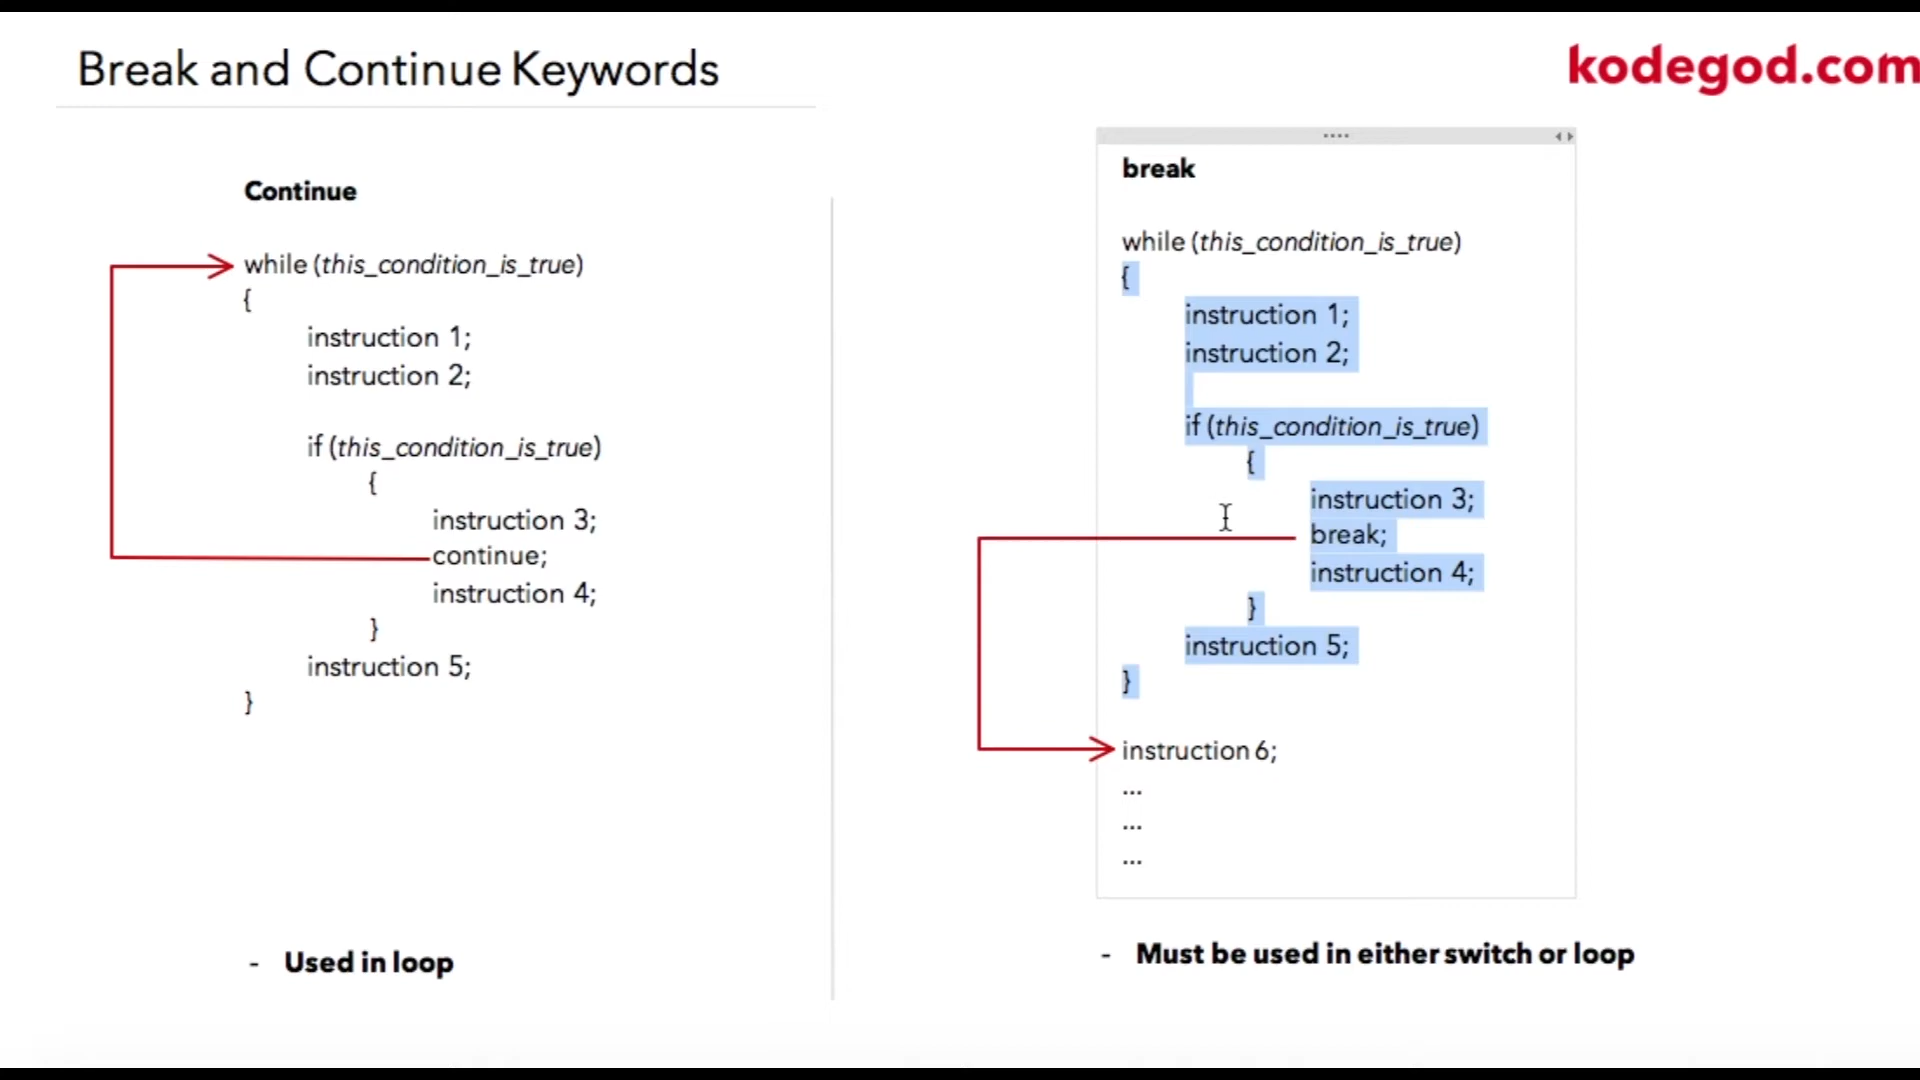 Break and Continue Keywords
kodegod.com
Continue
while (this_condition_is_true)
{
instruction 1;
instruction 2;
if (this_condition_is_true)
{
instruction 3;
continue;
instruction 4;
}
instruction 5;
}
- Used in loop
break
while (this_condition_is_true)
{
instruction 1;
instruction 2;
if (this_condition_is_true)
{
instruction 3;
break;
instruction 4;
}
instruction 5;
}
instruction 6;
...
...
...
- Must be used in either switch or loop